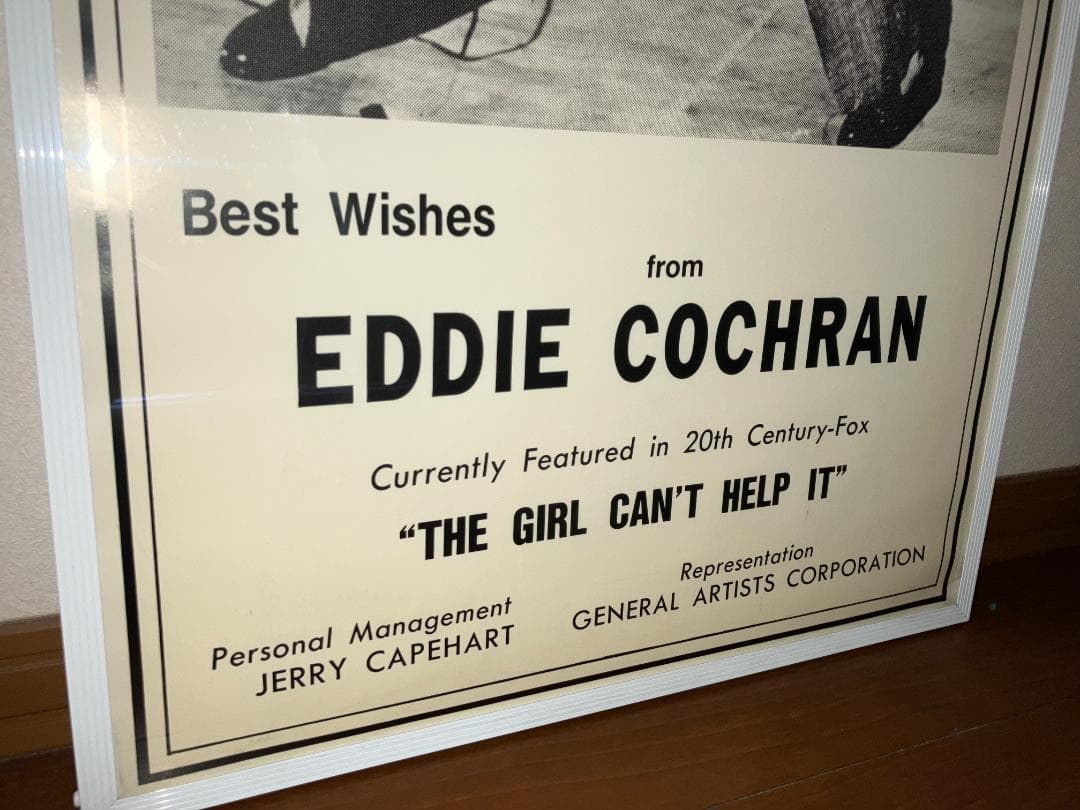 Best Wishes
from
EDDIE COCHRAN
Currently Featured in 20th Century-Fox
“THE GIRL CAN'T HELP IT”
Representation
GENERAL ARTISTS CORPORATION
Personal Management
JERRY CAPEHART